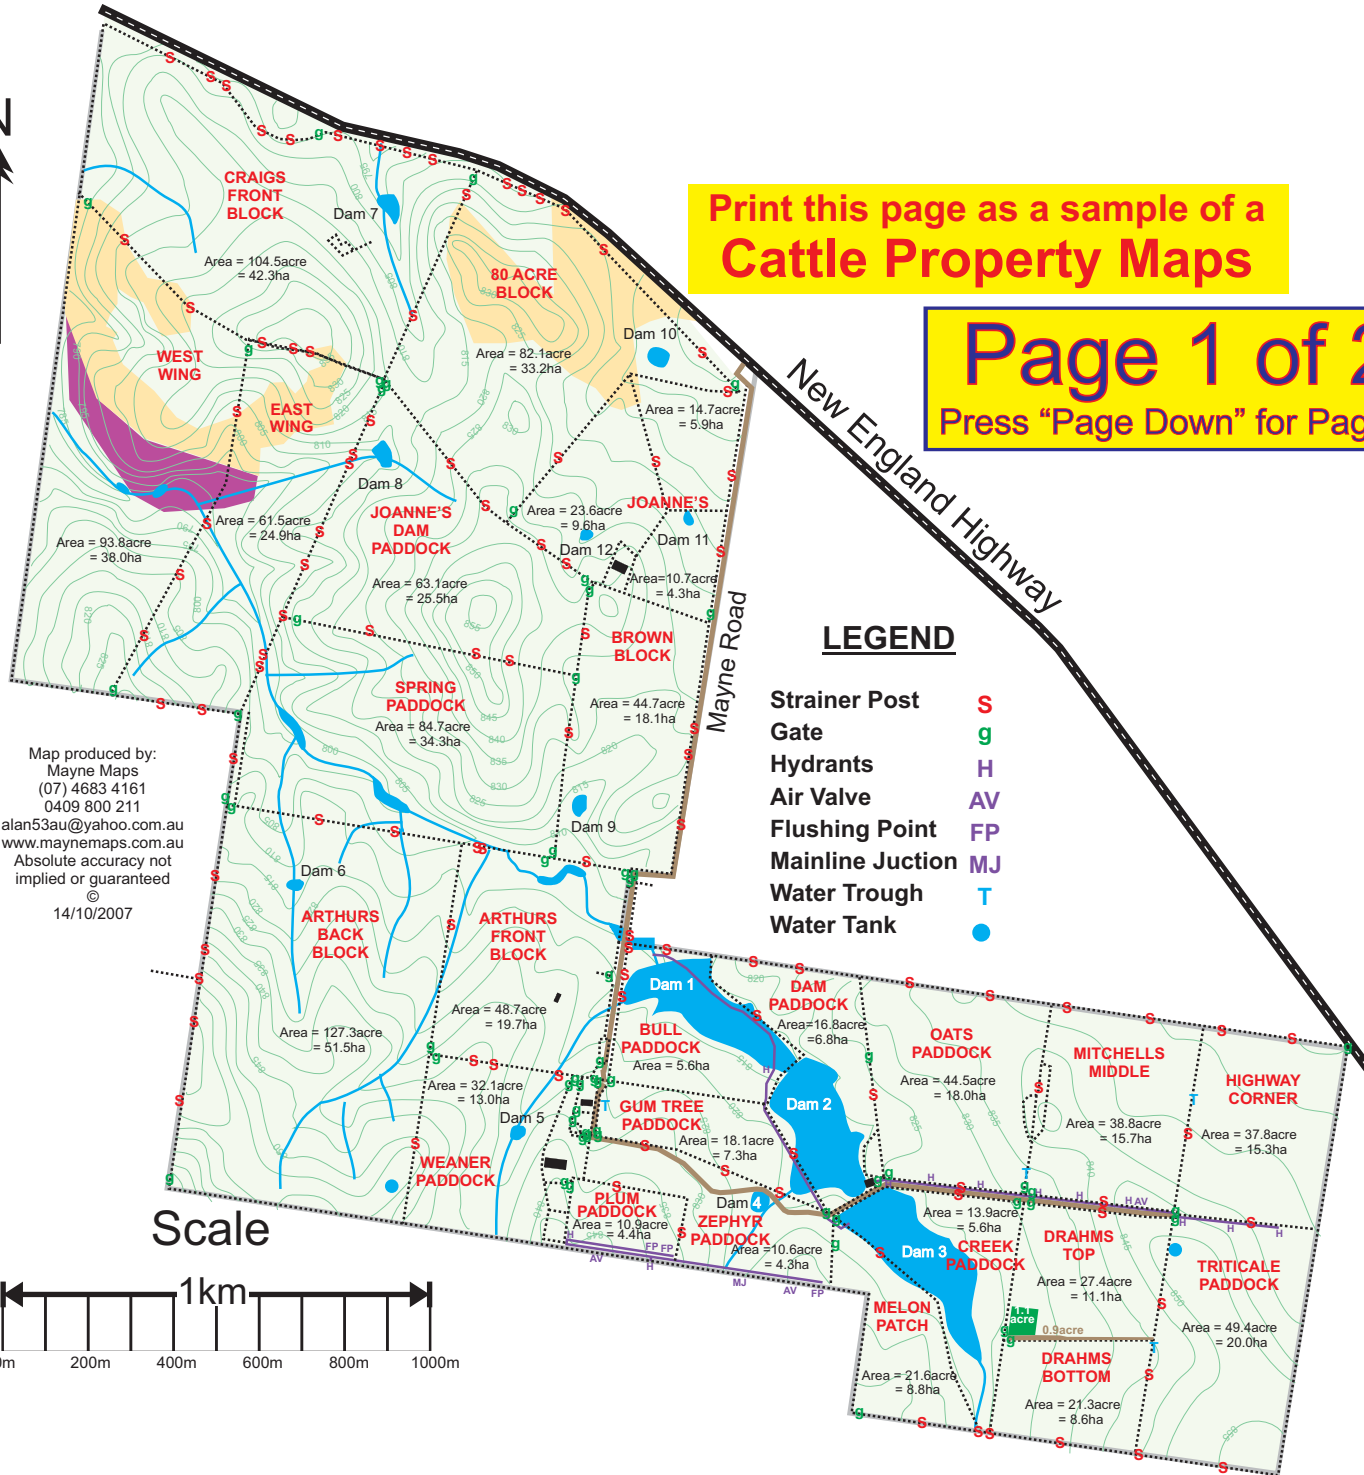 N
Print this page as a sample of a
Cattle Property Maps
Page 1 of 2
Press “Page Down” for Pag
New England Highway
Mayne Road
CRAIGS
FRONT
BLOCK
Area = 104.5acre
= 42.3ha
Dam 7
80 ACRE
BLOCK
Area = 82.1acre
= 33.2ha
Dam 10
WEST
WING
EAST
WING
Area = 14.7acre
= 5.9ha
Dam 8
JOANNE'S
DAM
PADDOCK
Area = 63.1acre
= 25.5ha
Area = 61.5acre
= 24.9ha
Area = 93.8acre
= 38.0ha
Area = 23.6acre
= 9.6ha
JOANNE'S
Dam 11
Dam 12
Area=10.7acre
= 4.3ha
BROWN
BLOCK
Area = 44.7acre
= 18.1ha
SPRING
PADDOCK
Area = 84.7acre
= 34.3ha
Dam 9
LEGEND
Strainer Post S
Gate g
Hydrants H
Air Valve AV
Flushing Point FP
Mainline Juction MJ
Water Trough T
Water Tank
Map produced by:
Mayne Maps
(07) 4683 4161
0409 800 211
alan53au@yahoo.com.au
www.maynemaps.com.au
Absolute accuracy not
implied or guaranteed
©
14/10/2007
Dam 6
ARTHURS
BACK
BLOCK
Area = 127.3acre
= 51.5ha
ARTHURS
FRONT
BLOCK
Area = 48.7acre
= 19.7ha
Dam 1
DAM
PADDOCK
Area=16.8acre
=6.8ha
BULL
PADDOCK
Area = 5.6ha
OATS
PADDOCK
Area = 44.5acre
= 18.0ha
MITCHELLS
MIDDLE
Area = 38.8acre
= 15.7ha
HIGHWAY
CORNER
Area = 37.8acre
= 15.3ha
Area = 32.1acre
= 13.0ha
Dam 5
WEANER
PADDOCK
GUM TREE
PADDOCK
Area = 18.1acre
= 7.3ha
Dam 2
PLUM
PADDOCK
Area = 10.9acre
= 4.4ha
Dam 4
ZEPHYR
PADDOCK
Area =10.6acre
= 4.3ha
Area = 13.9acre
= 5.6ha
Dam 3
CREEK
PADDOCK
DRAHMS
TOP
Area = 27.4acre
= 11.1ha
TRITICALE
PADDOCK
Area = 49.4acre
= 20.0ha
MELON
PATCH
Area = 21.6acre
= 8.8ha
1.1
acre
0.9acre
DRAHMS
BOTTOM
Area = 21.3acre
= 8.6ha
Scale
1km
0m 200m 400m 600m 800m 1000m